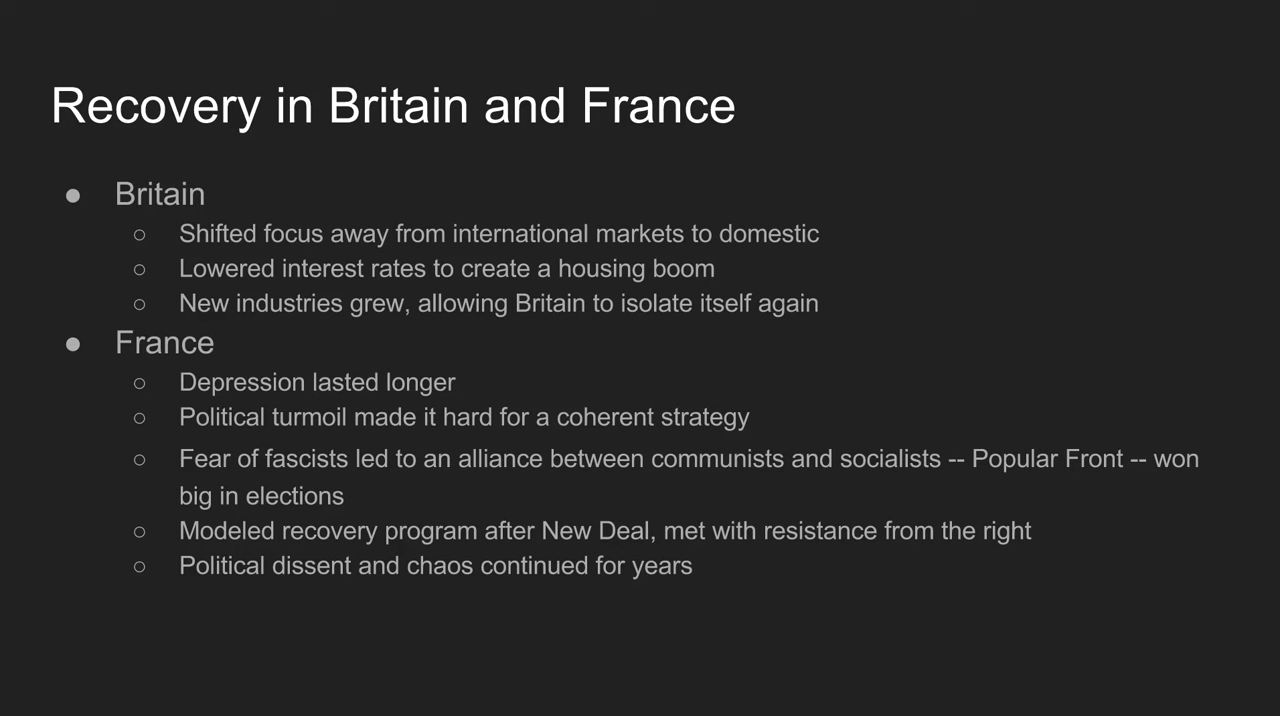 Recovery in Britain and France
● Britain
○ Shifted focus away from international markets to domestic
○ Lowered interest rates to create a housing boom
○ New industries grew, allowing Britain to isolate itself again
● France
○ Depression lasted longer
○ Political turmoil made it hard for a coherent strategy
○ Fear of fascists led to an alliance between communists and socialists -- Popular Front -- won
big in elections
○ Modeled recovery program after New Deal, met with resistance from the right
○ Political dissent and chaos continued for years